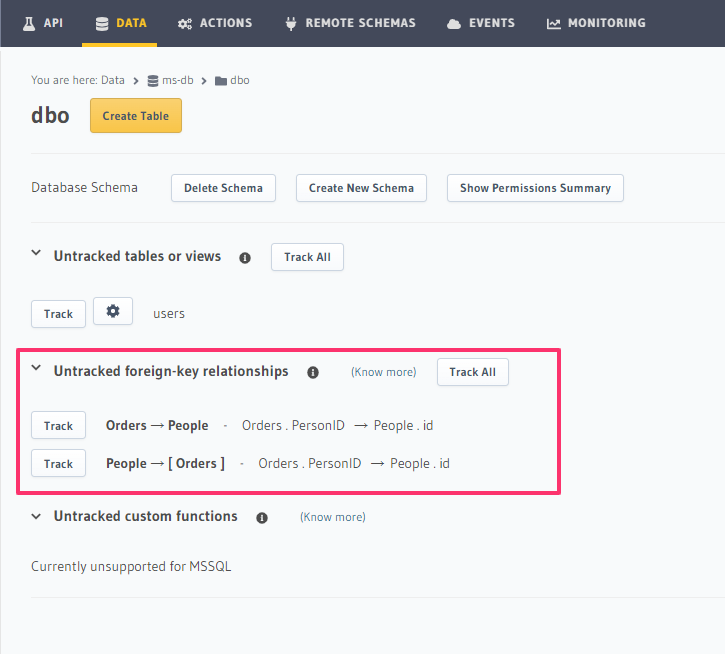 API DATA ACTIONS REMOTE SCHEMAS EVENTS MONITORING
You are here: Data > ms-db > dbo
dbo Create Table
Database Schema Delete Schema Create New Schema Show Permissions Summary
Untracked tables or views Track All
Track users
Untracked foreign-key relationships (Know more) Track All
Track Orders → People - Orders . PersonID → People . id
Track People → [ Orders ] - Orders . PersonID → People . id
Untracked custom functions (Know more)
Currently unsupported for MSSQL